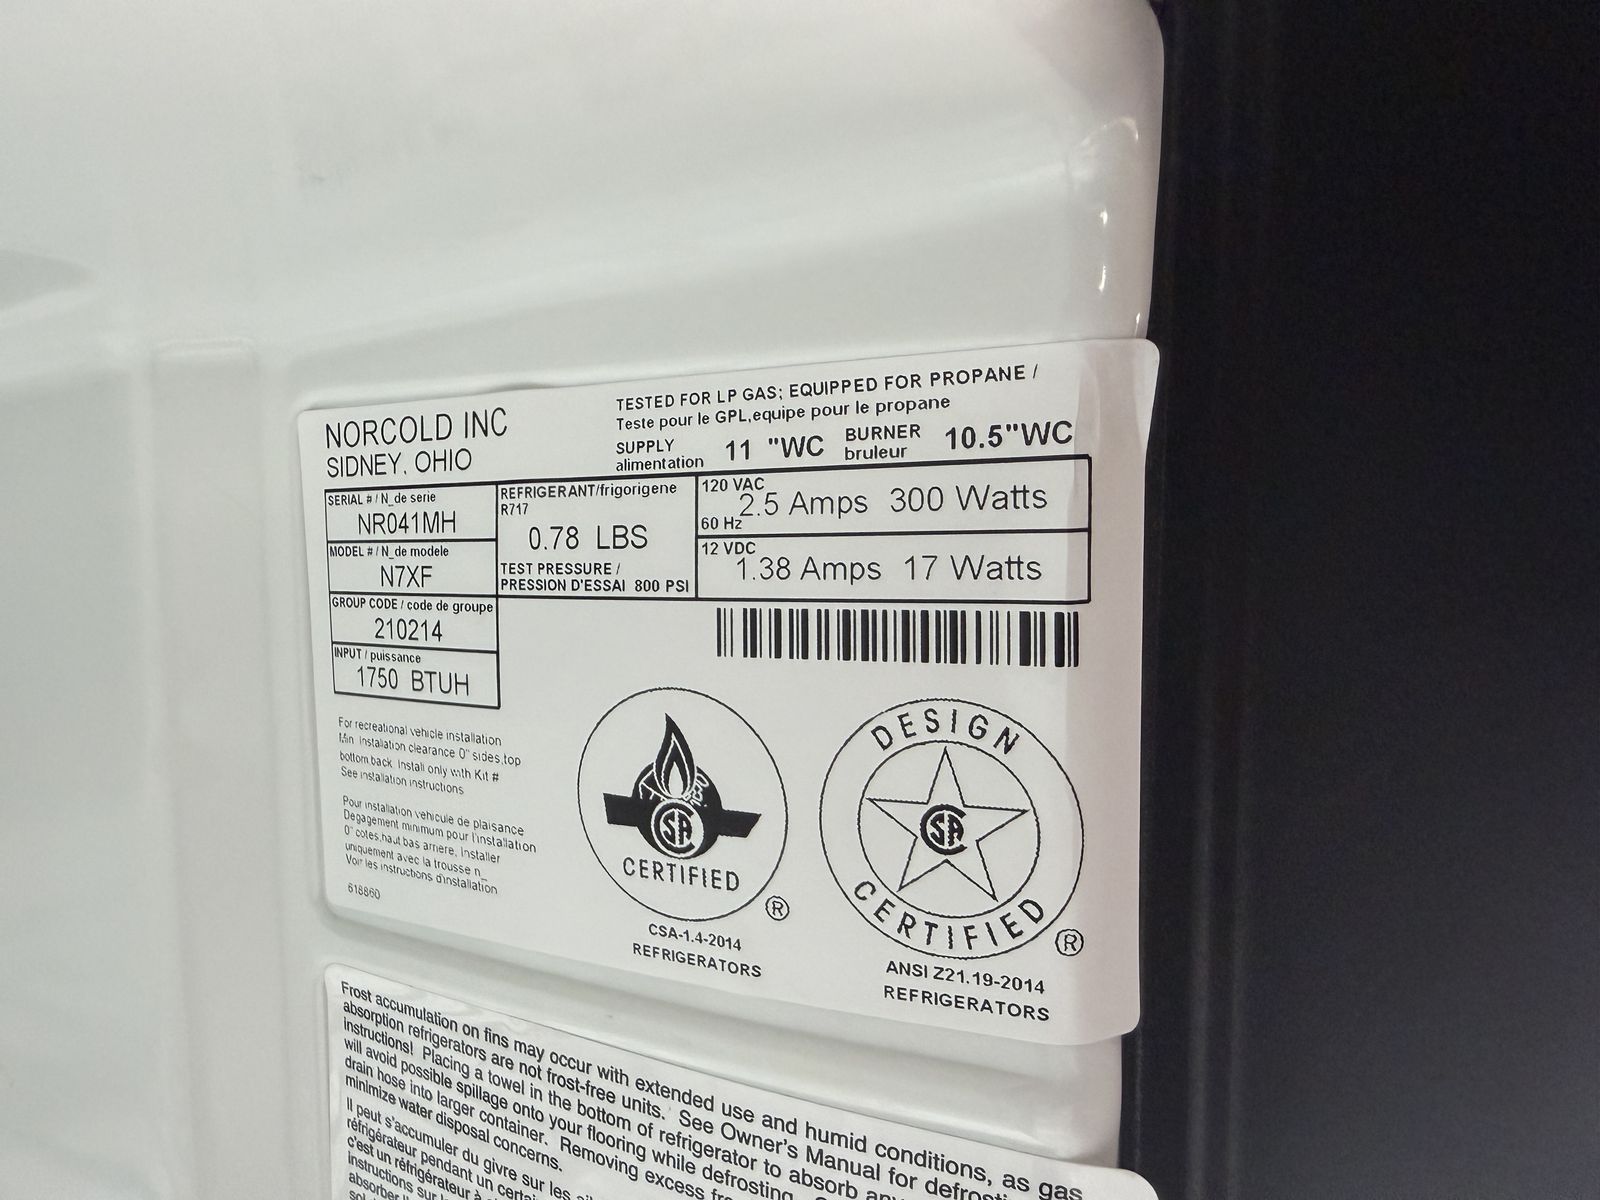 NORCOLD INC
SIDNEY, OHIO
TESTED FOR LP GAS; EQUIPPED FOR PROPANE /
Teste pour le GPL,equipe pour le propane
SUPPLY
alimentation
11 "WC
BURNER
bruleur
10.5"WC
SERIAL # / N_de serie
NR041MH
MODEL # / N_de modele
N7XF
GROUP CODE / code de groupe
210214
INPUT / puissance
1750 BTUH
REFRIGERANT/frigorigene
R717
0.78 LBS
TEST PRESSURE /
PRESSION D'ESSAI 800 PSI
120 VAC
60 Hz
2.5 Amps 300 Watts
12 VDC
1.38 Amps 17 Watts
For recreational vehicle installation
Min installation clearance 0" sides,top
bottom,back Install only with Kit #
See installation instructions
Pour installation vehicule de plaisance
Degagement minimum pour l'installation
0" cotes,haut,bas arriere, Installer
uniquement avec la trousse n_
Voir les instructions d'installation
618860
CSA
CERTIFIED
®
CSA-1.4-2014
REFRIGERATORS
DESIGN
CSA
CERTIFIED
®
ANSI Z21.19-2014
REFRIGERATORS
Frost accumulation on fins may occur with extended use and humid conditions, as gas
absorption refrigerators are not frost-free units. See Owner's Manual for
instructions! Placing a towel in the bottom of refrigerator to absorb
will avoid possible spillage onto your flooring while defrosting.
drain hose into larger container. Removing excess
minimize water disposal concerns.
Il peut s'accumuler du givre sur les
réfrigérateur pendant un
c'est un réfrigérateur à
instructions sur
absorber